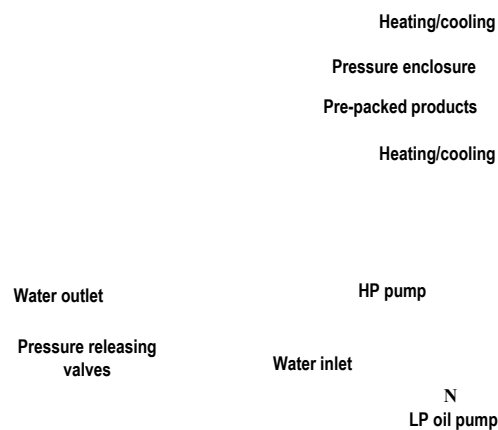 Heating/cooling
Pressure enclosure
Pre-packed products
Heating/cooling
Water outlet
HP pump
Pressure releasing
valves
Water inlet
N
LP oil pump